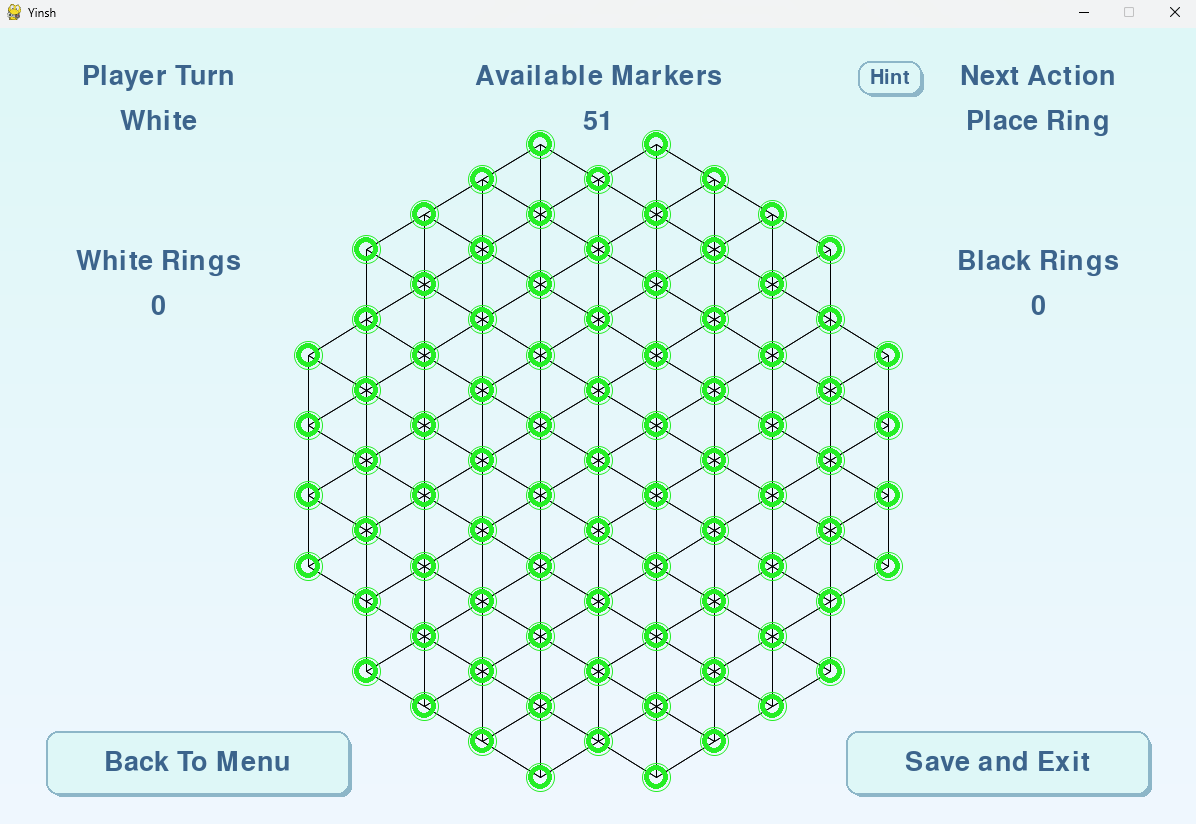 Yinsh
Player Turn
White
Available Markers
51
Hint
Next Action
Place Ring
White Rings
0
Black Rings
0
Back To Menu
Save and Exit